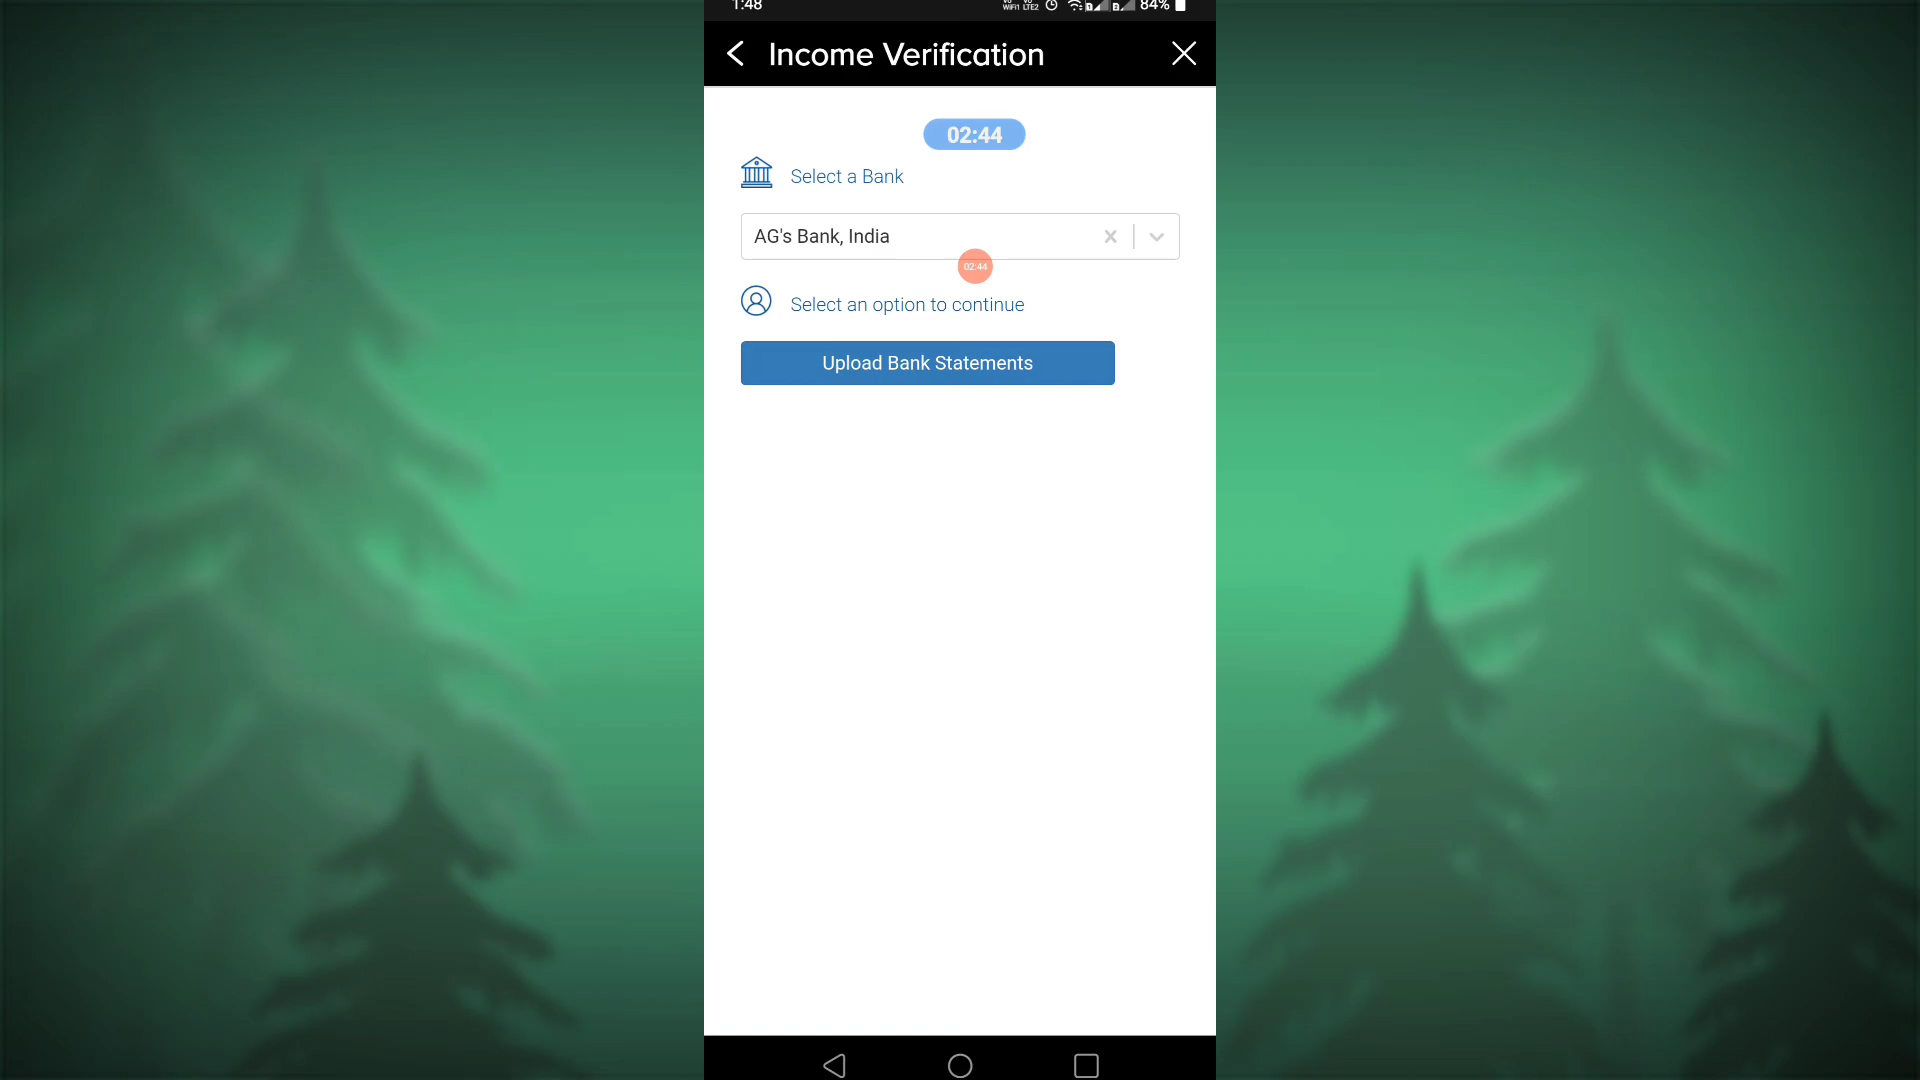 1:48
84%
Income Verification
02:44
Select a Bank
AG's Bank, India
02:44
Select an option to continue
Upload Bank Statements